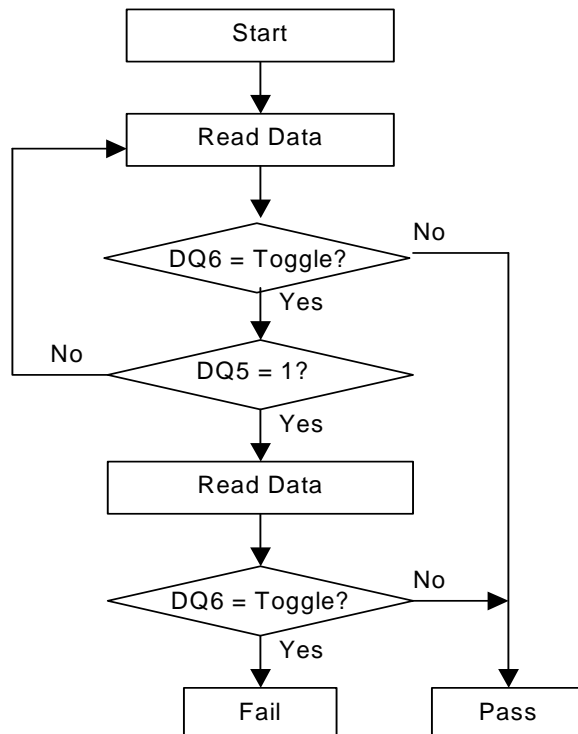 Start
Read Data
No
DQ6 = Toggle?
Yes
No
DQ5 = 1?
Yes
Read Data
No
DQ6 = Toggle?
Yes
Fail
Pass